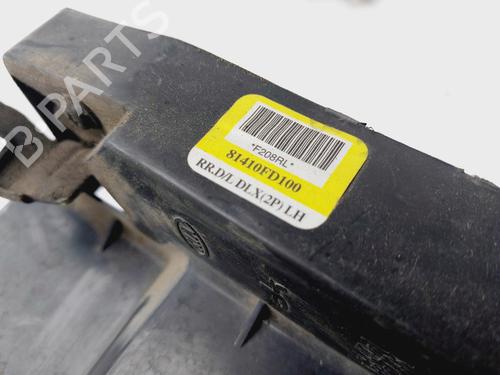 B-PARTS
*F208RL*
81410FD100
RR.D/L DLX(2P) LH